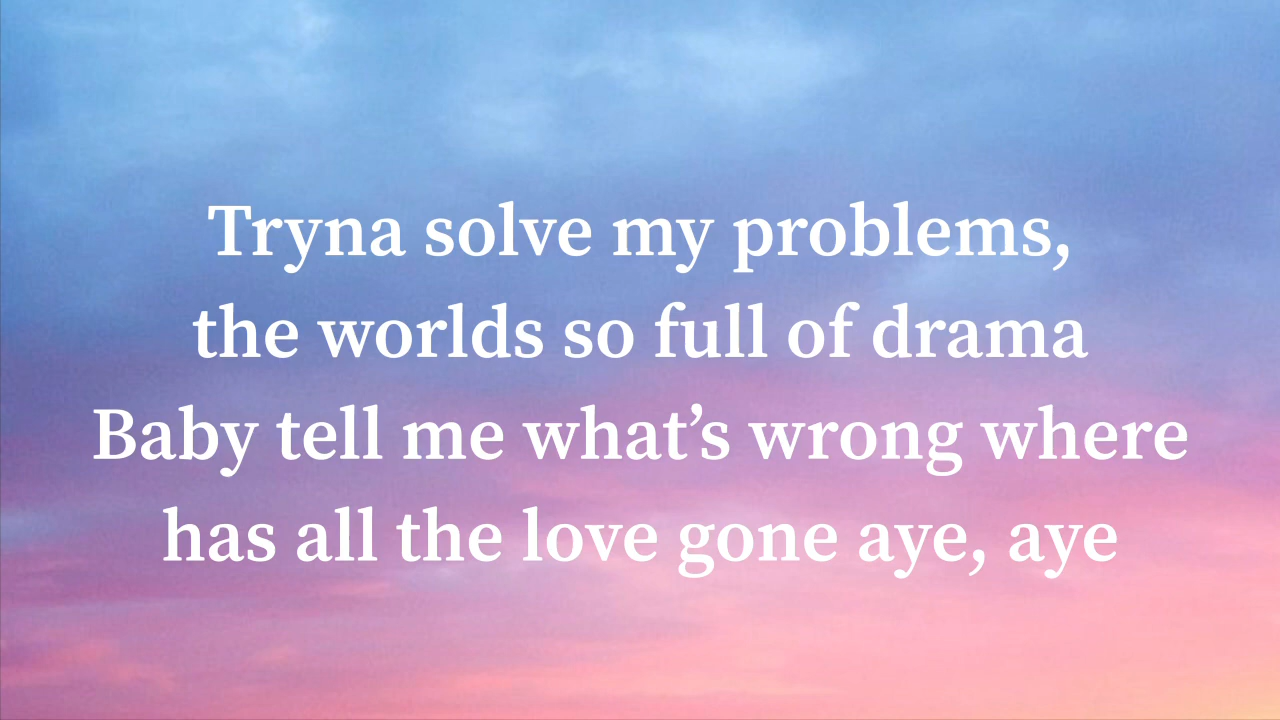 Tryna solve my problems,
the worlds so full of drama
Baby tell me what’s wrong where
has all the love gone aye, aye